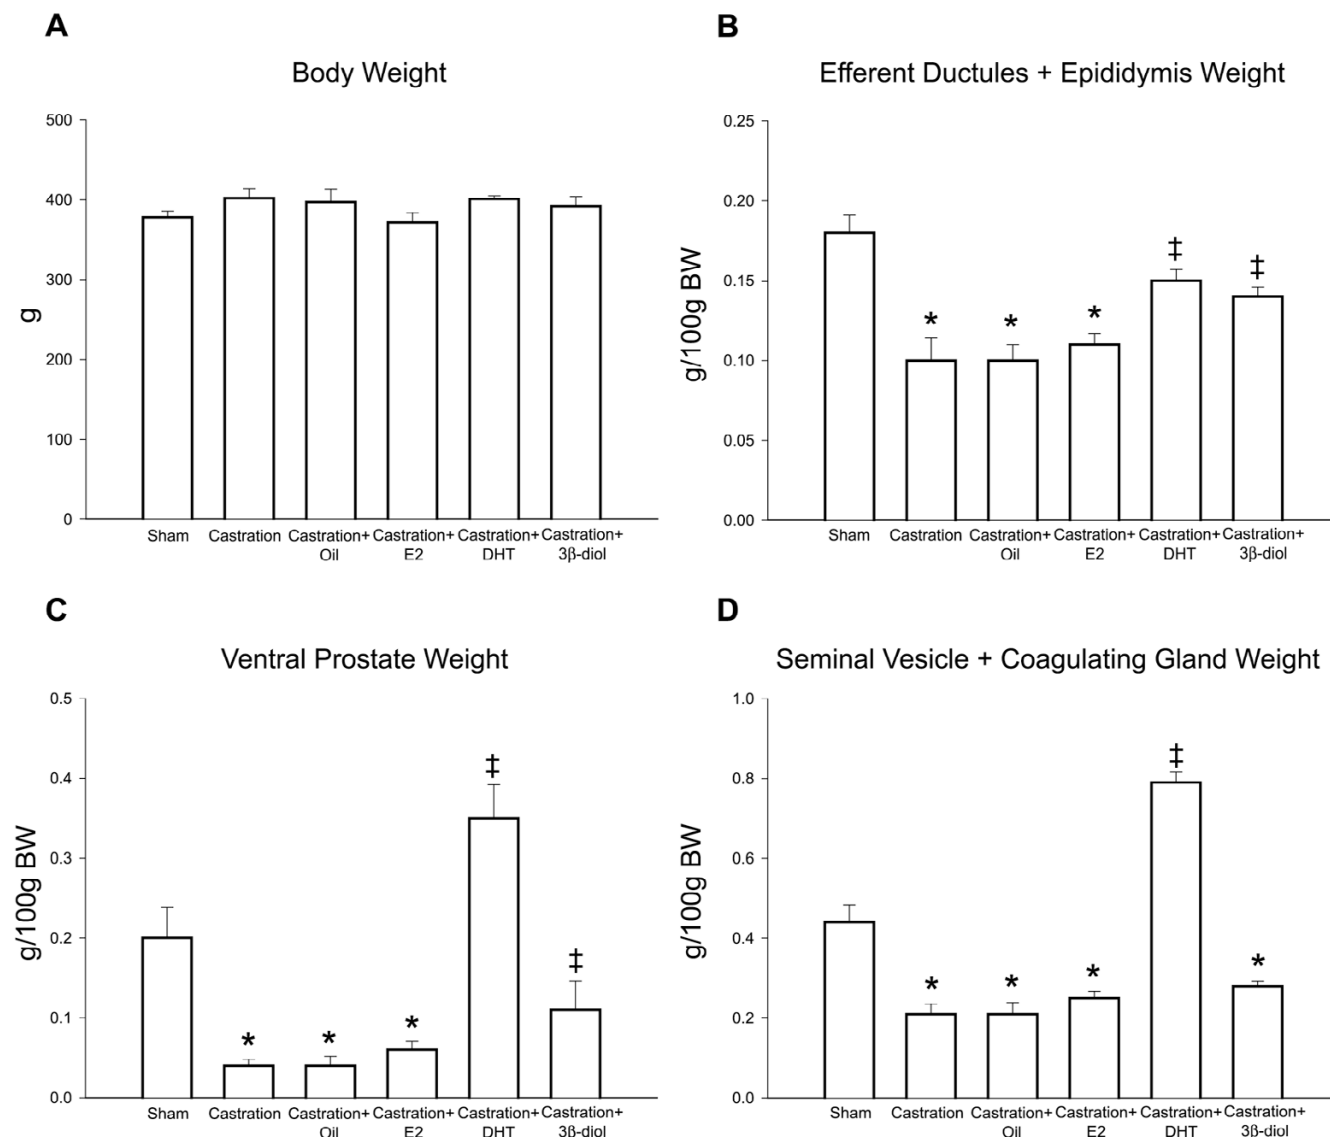 A
Body Weight
500
400
300
200
100
0
g
Sham
Castration
Castration+
Oil
Castration+
E2
Castration+
DHT
Castration+
3β-diol
B
Efferent Ductules + Epididymis Weight
0.25
0.20
0.15
0.10
0.05
0.00
g/100g BW
*
*
*
‡
‡
Sham
Castration
Castration+
Oil
Castration+
E2
Castration+
DHT
Castration+
3β-diol
C
Ventral Prostate Weight
0.5
0.4
0.3
0.2
0.1
0.0
g/100g BW
*
*
*
‡
‡
Sham
Castration
Castration+
Oil
Castration+
E2
Castration+
DHT
Castration+
3β-diol
D
Seminal Vesicle + Coagulating Gland Weight
1.0
0.8
0.6
0.4
0.2
0.0
g/100g BW
*
*
*
‡
*
Sham
Castration
Castration+
Oil
Castration+
E2
Castration+
DHT
Castration+
3β-diol